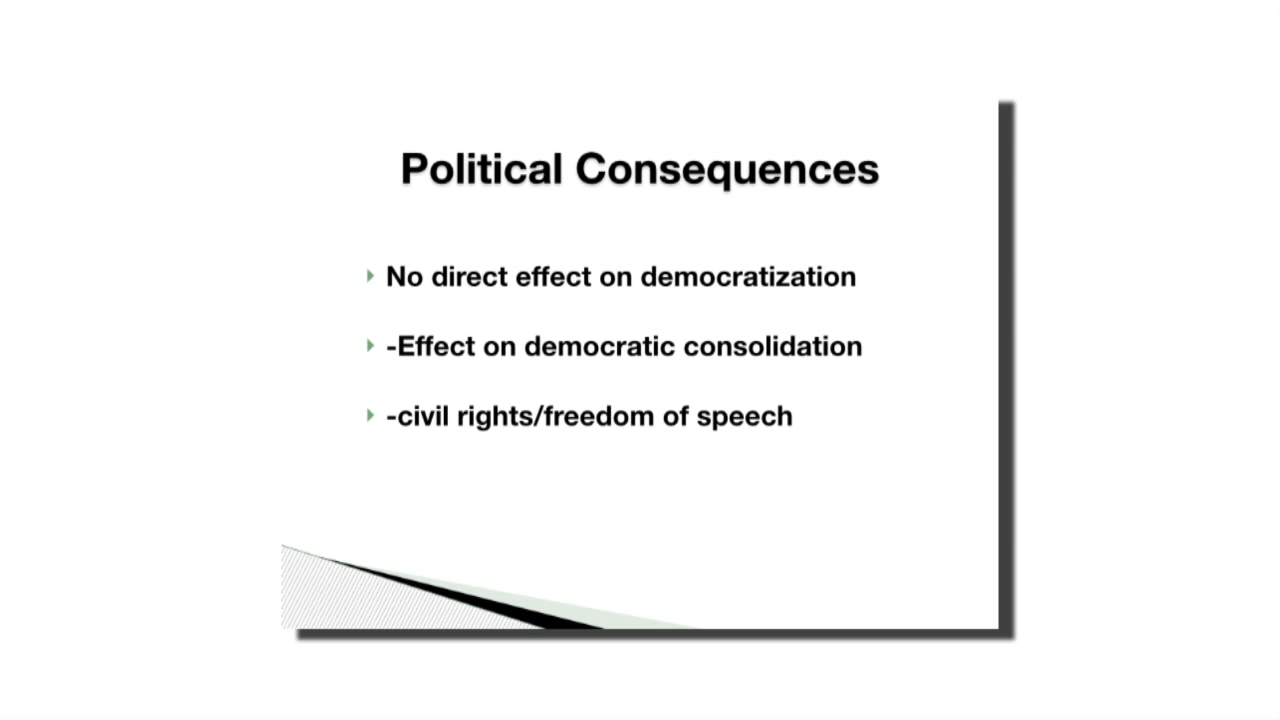 Political Consequences
No direct effect on democratization
-Effect on democratic consolidation
-civil rights/freedom of speech